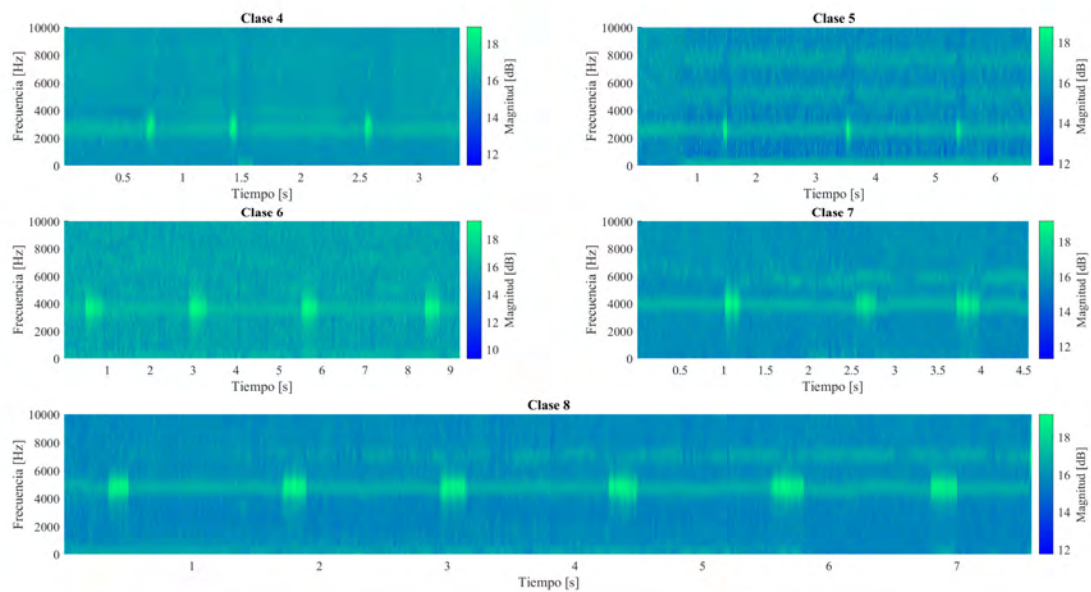 Clase 4
10000
8000
6000
4000
2000
0
Frecuencia [Hz]
0.5 1 1.5 2 2.5 3
Tiempo [s]
18
16
14
12
Magnitud [dB]
Clase 5
10000
8000
6000
4000
2000
0
Frecuencia [Hz]
1 2 3 4 5 6
Tiempo [s]
18
16
14
12
Magnitud [dB]
Clase 6
10000
8000
6000
4000
2000
0
Frecuencia [Hz]
1 2 3 4 5 6 7 8 9
Tiempo [s]
18
16
14
12
10
Magnitud [dB]
Clase 7
10000
8000
6000
4000
2000
0
Frecuencia [Hz]
0.5 1 1.5 2 2.5 3 3.5 4 4.5
Tiempo [s]
18
16
14
12
Magnitud [dB]
Clase 8
10000
8000
6000
4000
2000
0
Frecuencia [Hz]
1 2 3 4 5 6 7
Tiempo [s]
18
16
14
12
Magnitud [dB]